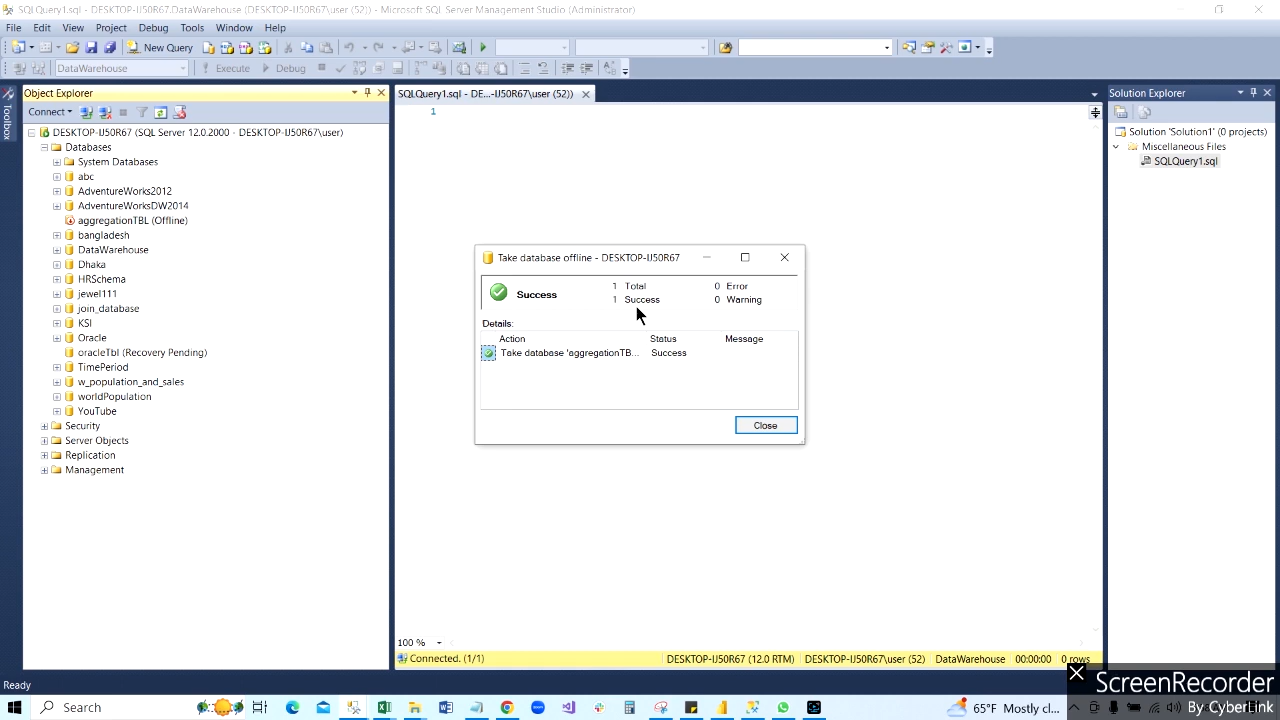 SQLQuery1.sql - DESKTOP-IJ50R67.DataWarehouse (DESKTOP-IJ50R67\user (52)) - Microsoft SQL Server Management Studio (Administrator)
File Edit View Project Debug Tools Window Help
New Query
DataWarehouse Execute Debug
Toolbox
Object Explorer
Connect
DESKTOP-IJ50R67 (SQL Server 12.0.2000 - DESKTOP-IJ50R67\user)
Databases
System Databases
abc
AdventureWorks2012
AdventureWorksDW2014
aggregationTBL (Offline)
bangladesh
DataWarehouse
Dhaka
HRSchema
jewel111
join_database
KSI
Oracle
oracleTbl (Recovery Pending)
TimePeriod
w_population_and_sales
worldPopulation
YouTube
Security
Server Objects
Replication
Management
SQLQuery1.sql - DE...-IJ50R67\user (52))
1
Take database offline - DESKTOP-IJ50R67
Success
1 Total 0 Error
1 Success 0 Warning
Details:
Action Status Message
Take database 'aggregationTB... Success
Close
100 %
Connected. (1/1) DESKTOP-IJ50R67 (12.0 RTM) DESKTOP-IJ50R67\user (52) DataWarehouse 00:00:00 0 rows
Solution Explorer
Solution 'Solution1' (0 projects)
Miscellaneous Files
SQLQuery1.sql
Ready
ScreenRecorder
By CyberLink
Search
65°F Mostly cl...